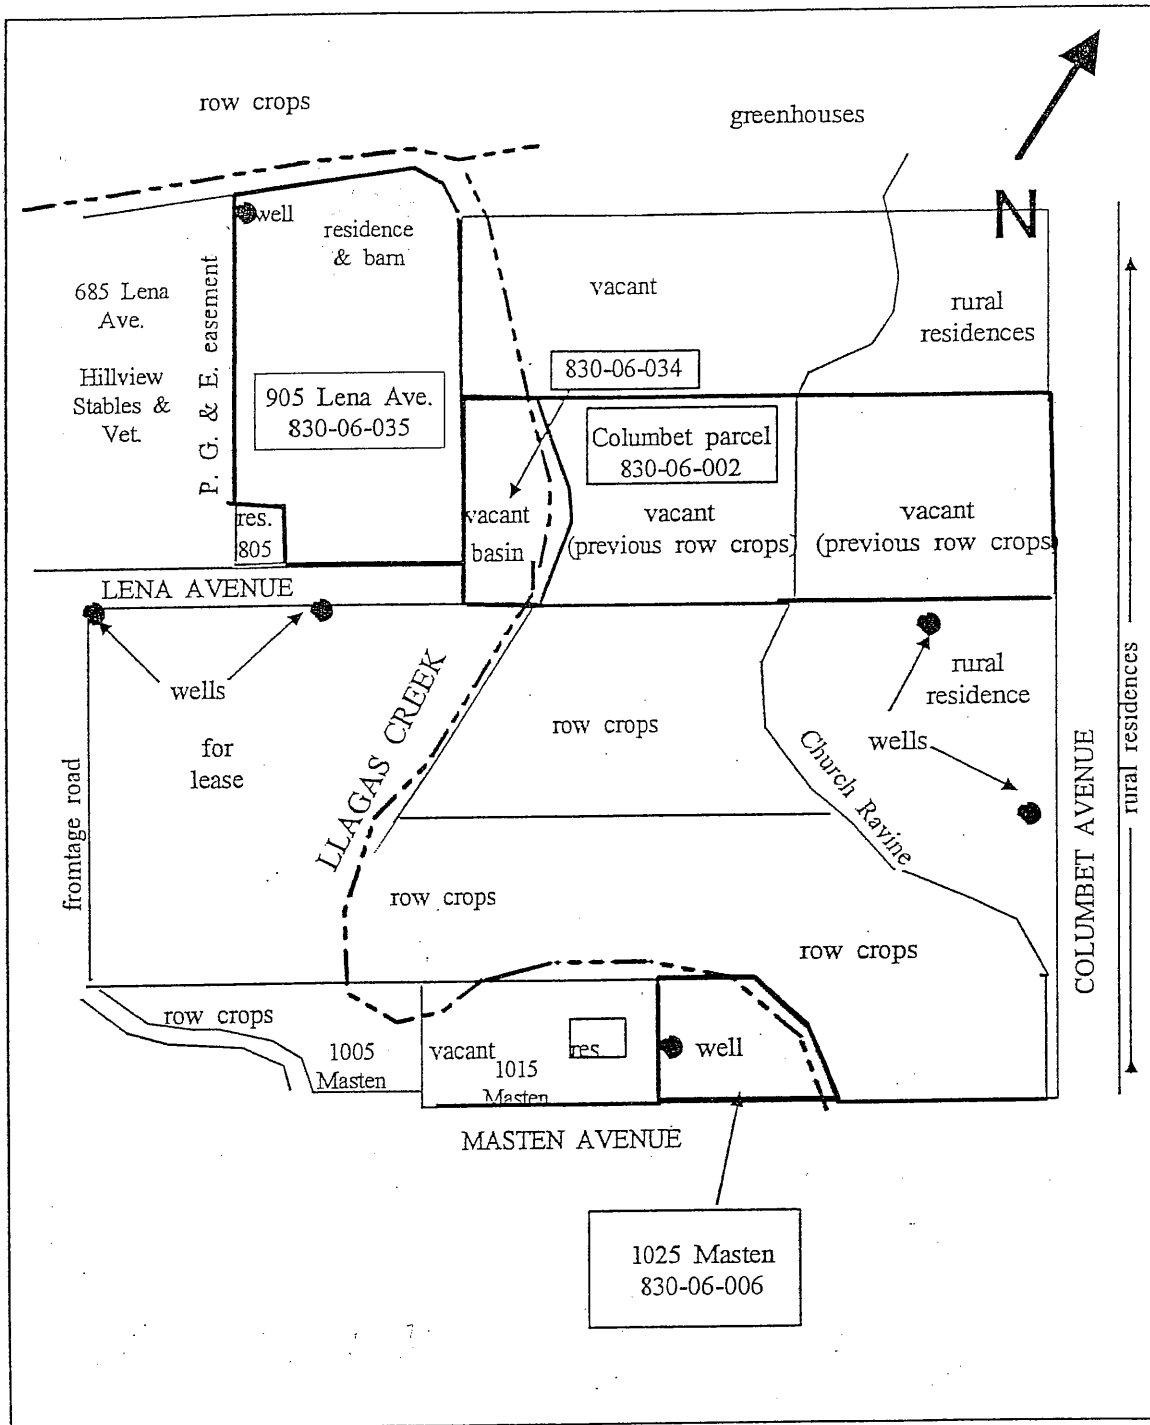 row crops
greenhouses
N
well
residence
& barn
685 Lena
Ave.
Hillview
Stables &
Vet.
P. G. & E. easement
vacant
rural
residences
830-06-034
905 Lena Ave.
830-06-035
Columbet parcel
830-06-002
res.
805
vacant
basin
vacant
(previous row crops)
vacant
(previous row crops)
LENA AVENUE
wells
for
lease
LLAGAS CREEK
row crops
rural
residence
wells
Church Ravine
rural residences
COLUMBET AVENUE
fromtage road
row crops
row crops
row crops
1005
Masten
vacant
1015
Masten
res.
well
MASTEN AVENUE
1025 Masten
830-06-006